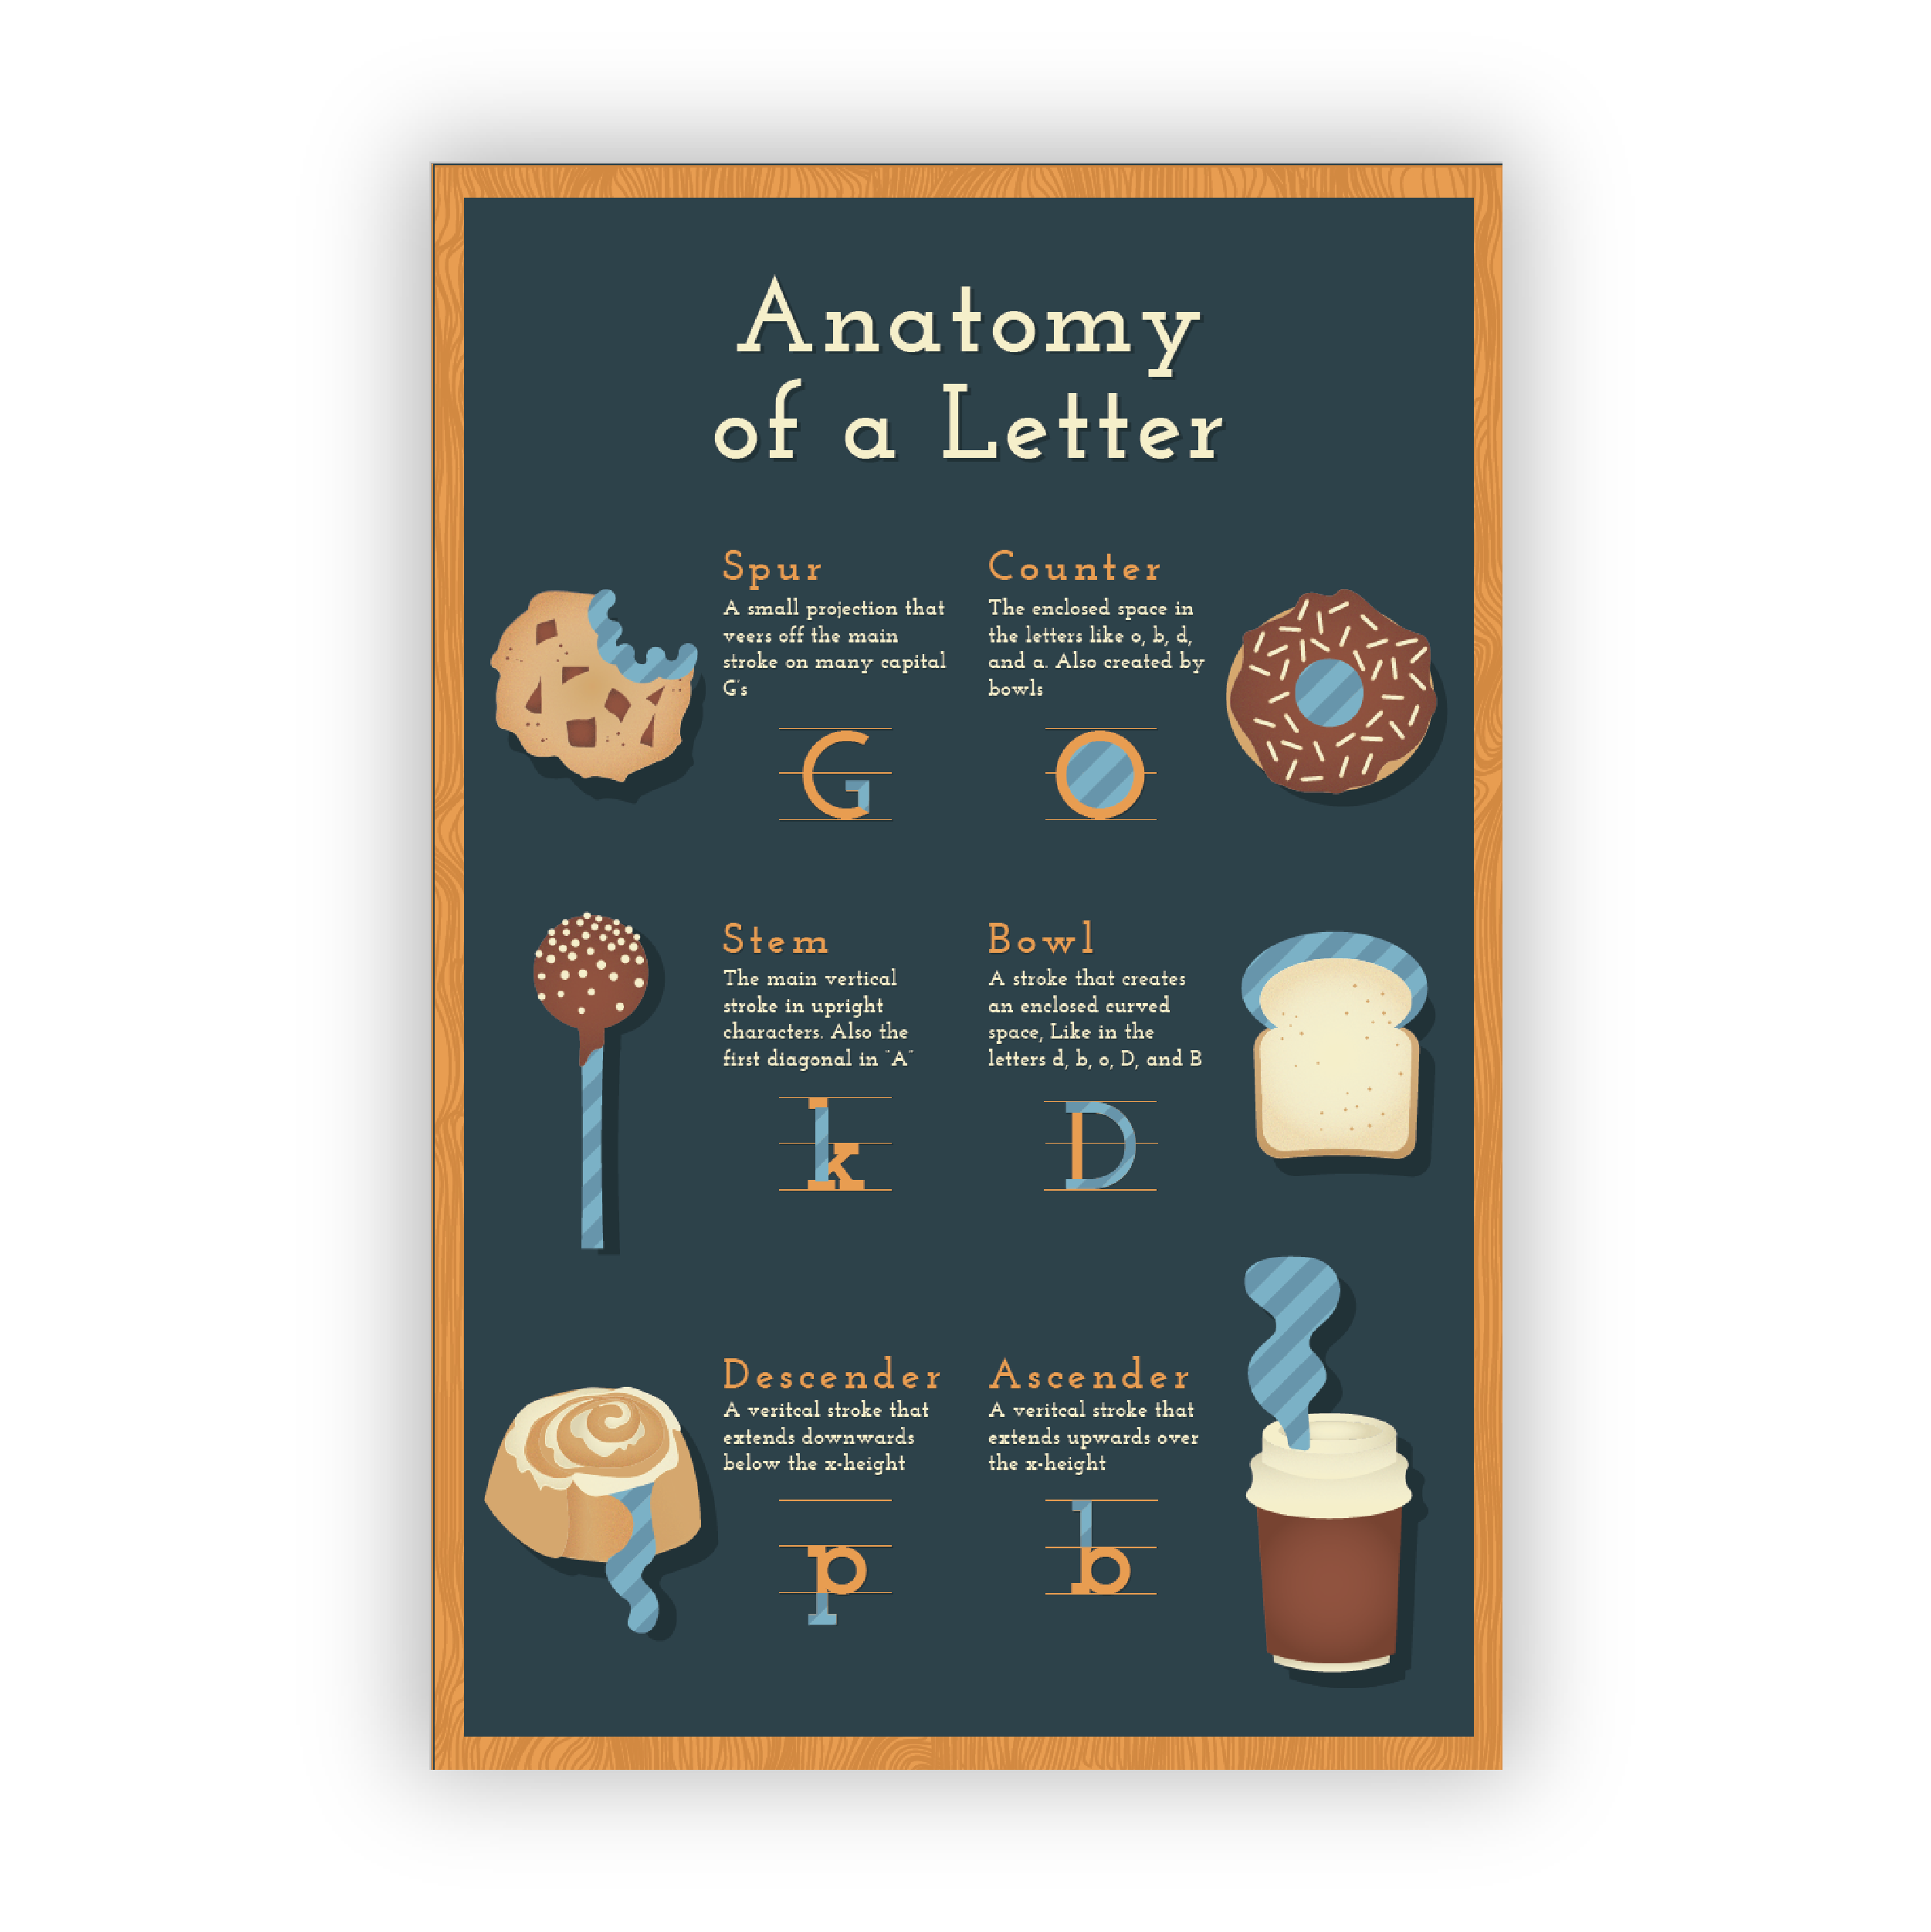 Anatomy
of a Letter
Spur
A small projection that
veers off the main
stroke on many capital
G's
G
Counter
The enclosed space in
the letters like o, b, d,
and a. Also created by
bowls
O
Stem
The main vertical
stroke in upright
characters. Also the
first diagonal in "A"
k
Bowl
A stroke that creates
an enclosed curved
space, Like in the
letters d, b, o, D, and B
D
Descender
A veritcal stroke that
extends downwards
below the x-height
p
Ascender
A veritcal stroke that
extends upwards over
the x-height
b